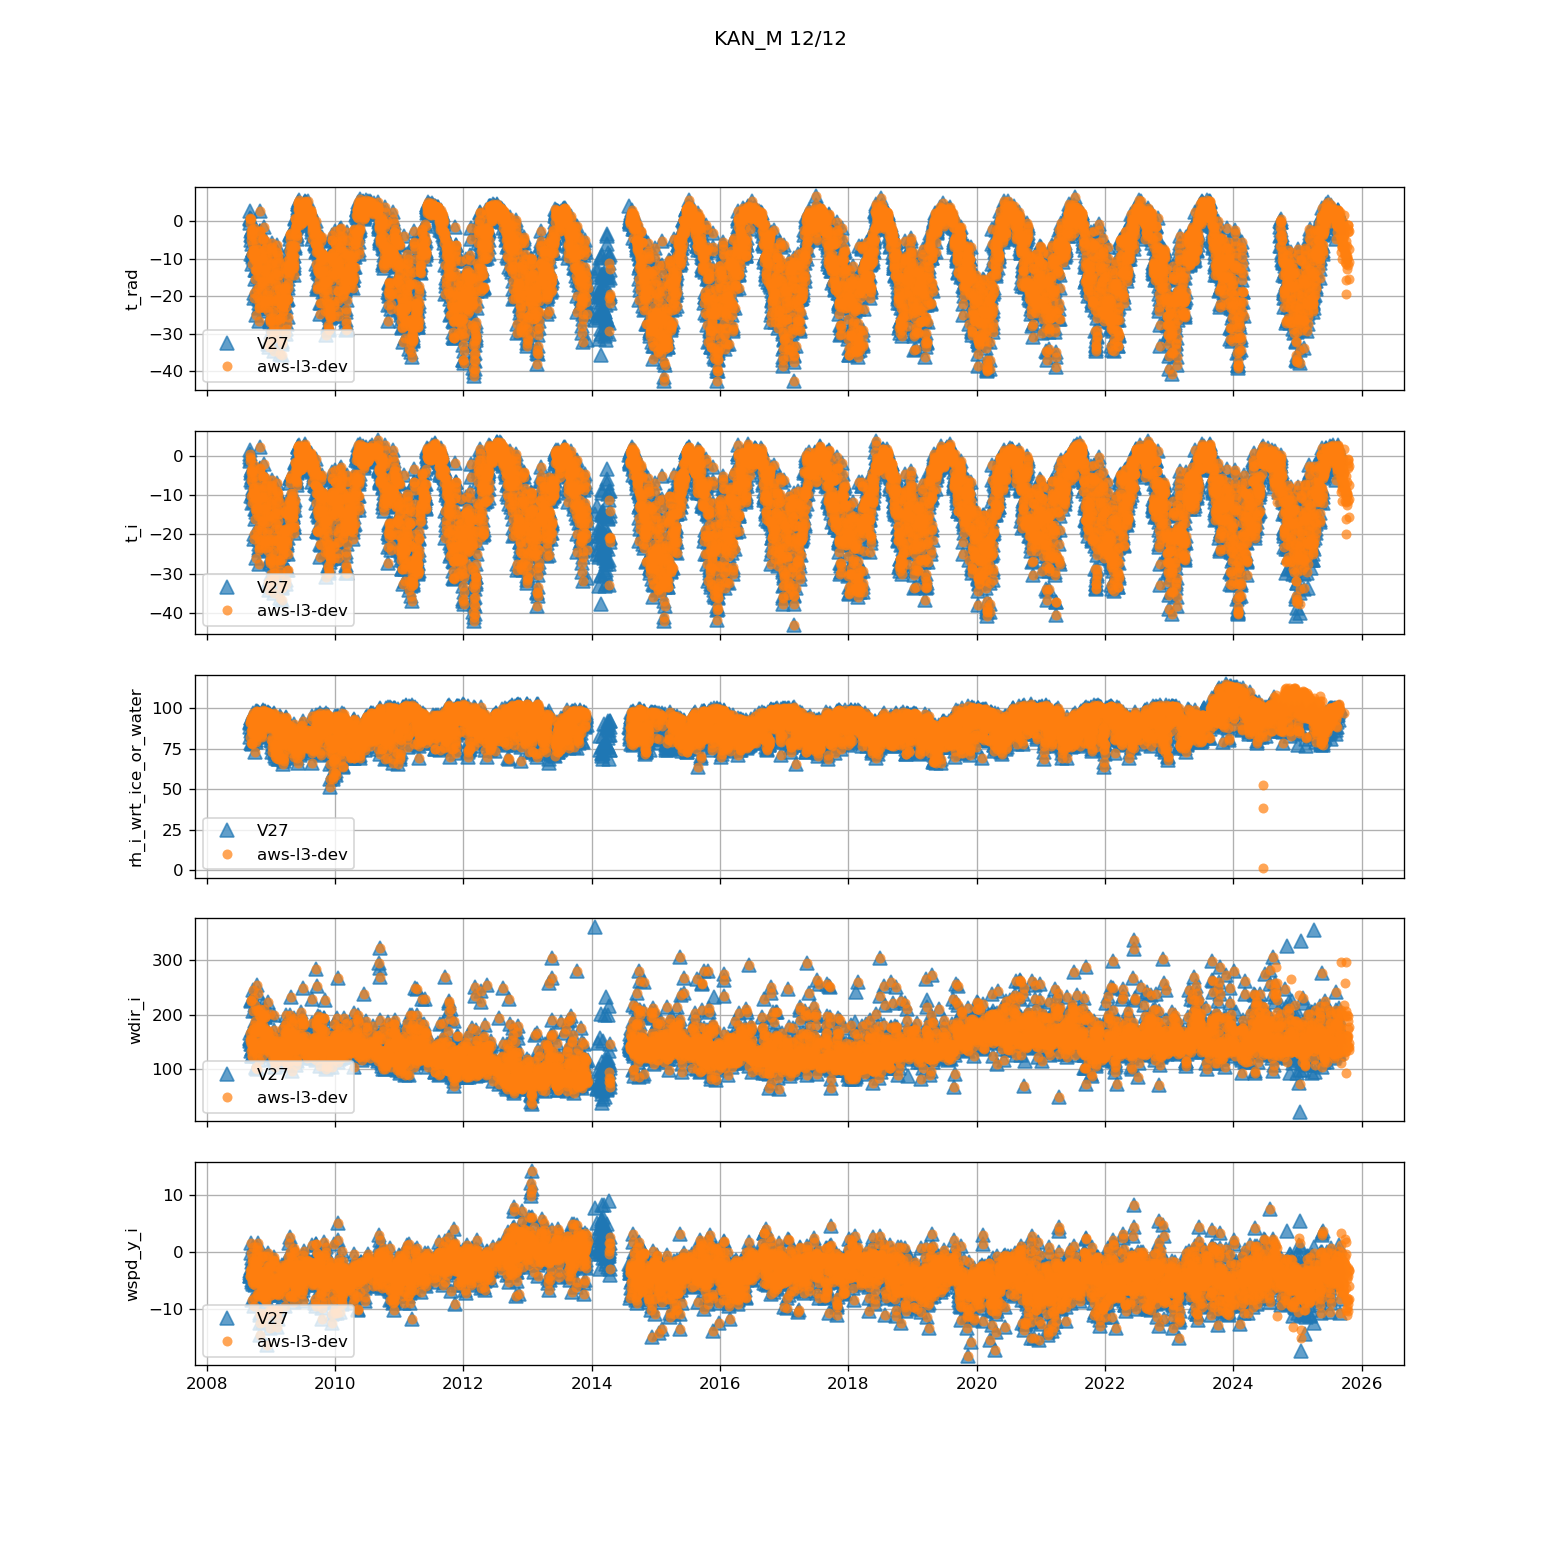 KAN_M 12/12
t_rad
0
−10
−20
−30
−40
V27
aws-l3-dev
t_i
0
−10
−20
−30
−40
V27
aws-l3-dev
rh_i_wrt_ice_or_water
100
75
50
25
0
V27
aws-l3-dev
wdir_i
300
200
100
V27
aws-l3-dev
wspd_y_i
10
0
−10
V27
aws-l3-dev
2008 2010 2012 2014 2016 2018 2020 2022 2024 2026